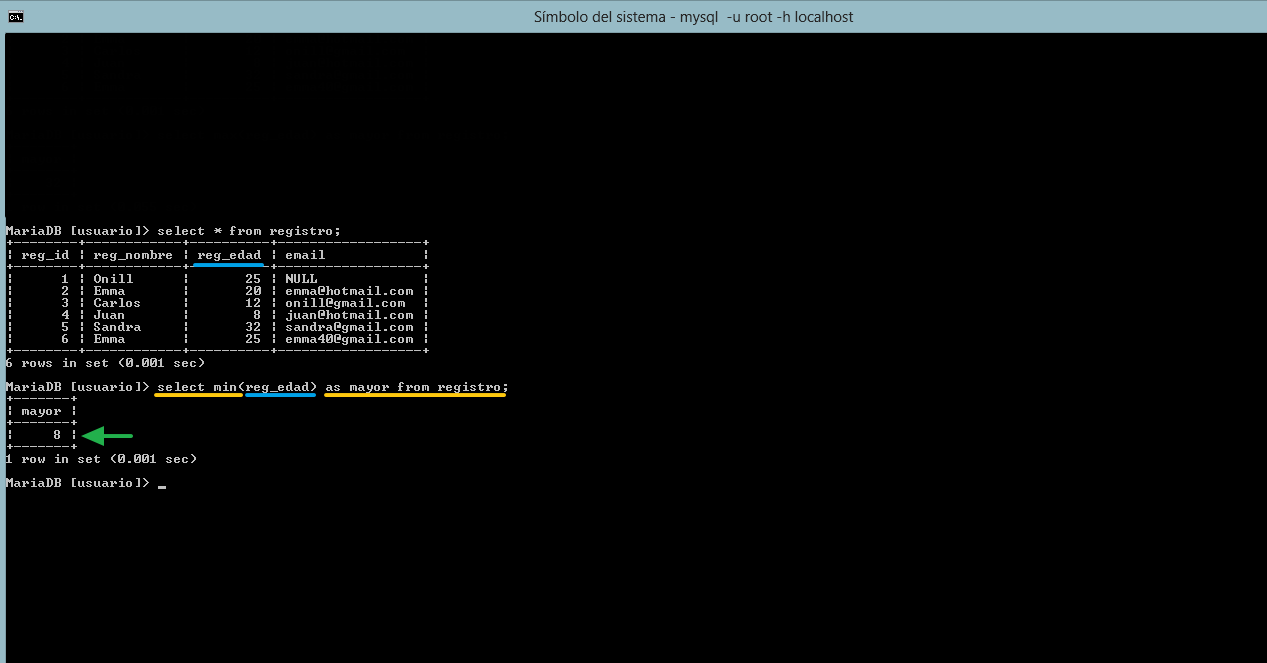 C:\.
Símbolo del sistema - mysql  -u root -h localhost
MariaDB [usuario]> select * from registro;
+--------+------------+----------+------------------+
| reg_id | reg_nombre | reg_edad | email            |
+--------+------------+----------+------------------+
|      1 | Onill      |       25 | NULL             |
|      2 | Emma       |       20 | emma@hotmail.com |
|      3 | Carlos     |       12 | onill@gmail.com  |
|      4 | Juan       |        8 | juan@hotmail.com |
|      5 | Sandra     |       32 | sandra@gmail.com |
|      6 | Emma       |       25 | emma40@gmail.com |
+--------+------------+----------+------------------+
6 rows in set (0.001 sec)
MariaDB [usuario]> select min(reg_edad) as mayor from registro;
+-------+
| mayor |
+-------+
|     8 |
+-------+
1 row in set (0.001 sec)
MariaDB [usuario]> _